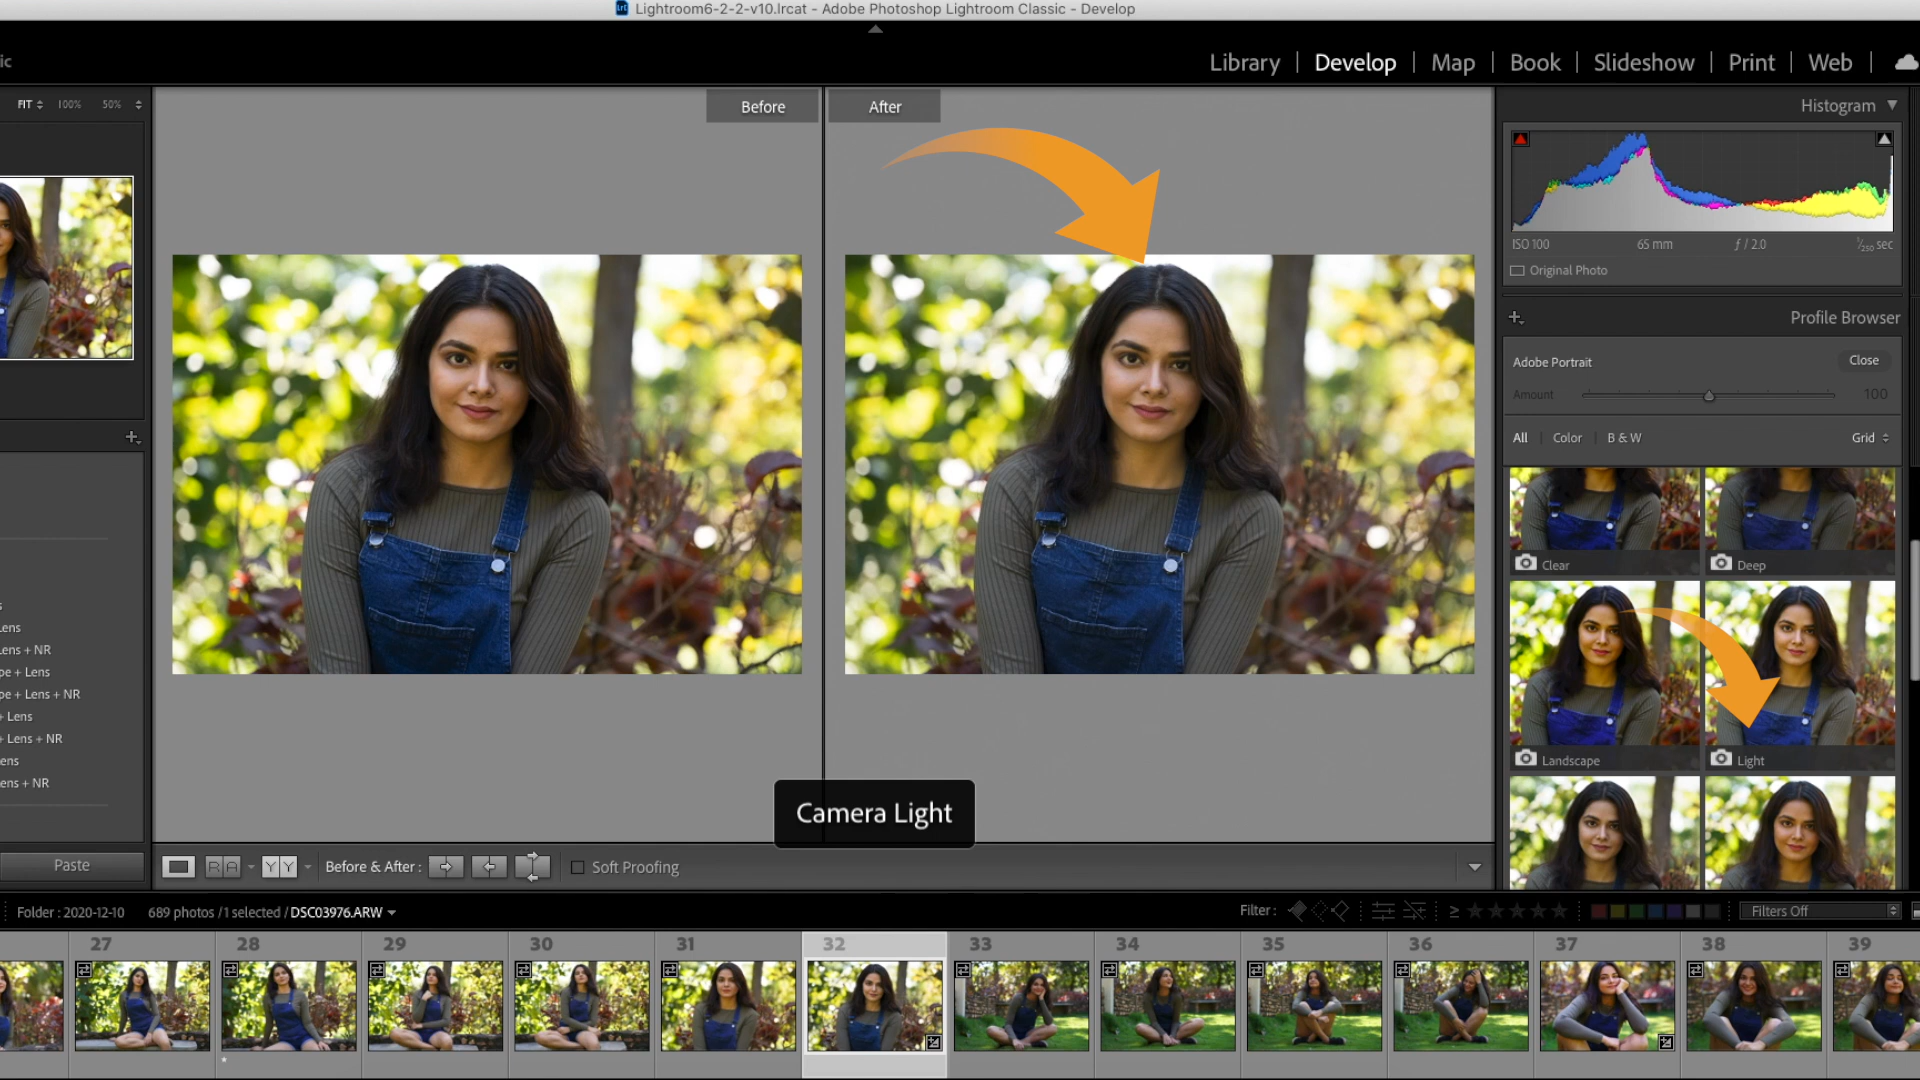 Lightroom6-2-2-v10.lrcat - Adobe Photoshop Lightroom Classic - Develop
ic
Library | Develop | Map | Book | Slideshow | Print | Web |
FIT 100% 50%
Before
After
Histogram
ISO 100 65 mm ƒ / 2.0 1/250 sec
Original Photo
Profile Browser
Adobe Portrait Close
Amount 100
All Color B & W Grid
Clear
Deep
Landscape
Light
s
Lens
Lens + NR
pe + Lens
pe + Lens + NR
+ Lens
+ Lens + NR
ens
ens + NR
Camera Light
Paste
R A
Y Y
Before & After :
Soft Proofing
Folder : 2020-12-10 689 photos / 1 selected / DSC03976.ARW
Filter : ≥ Filters Off
27 28 29 30 31 32 33 34 35 36 37 38 39